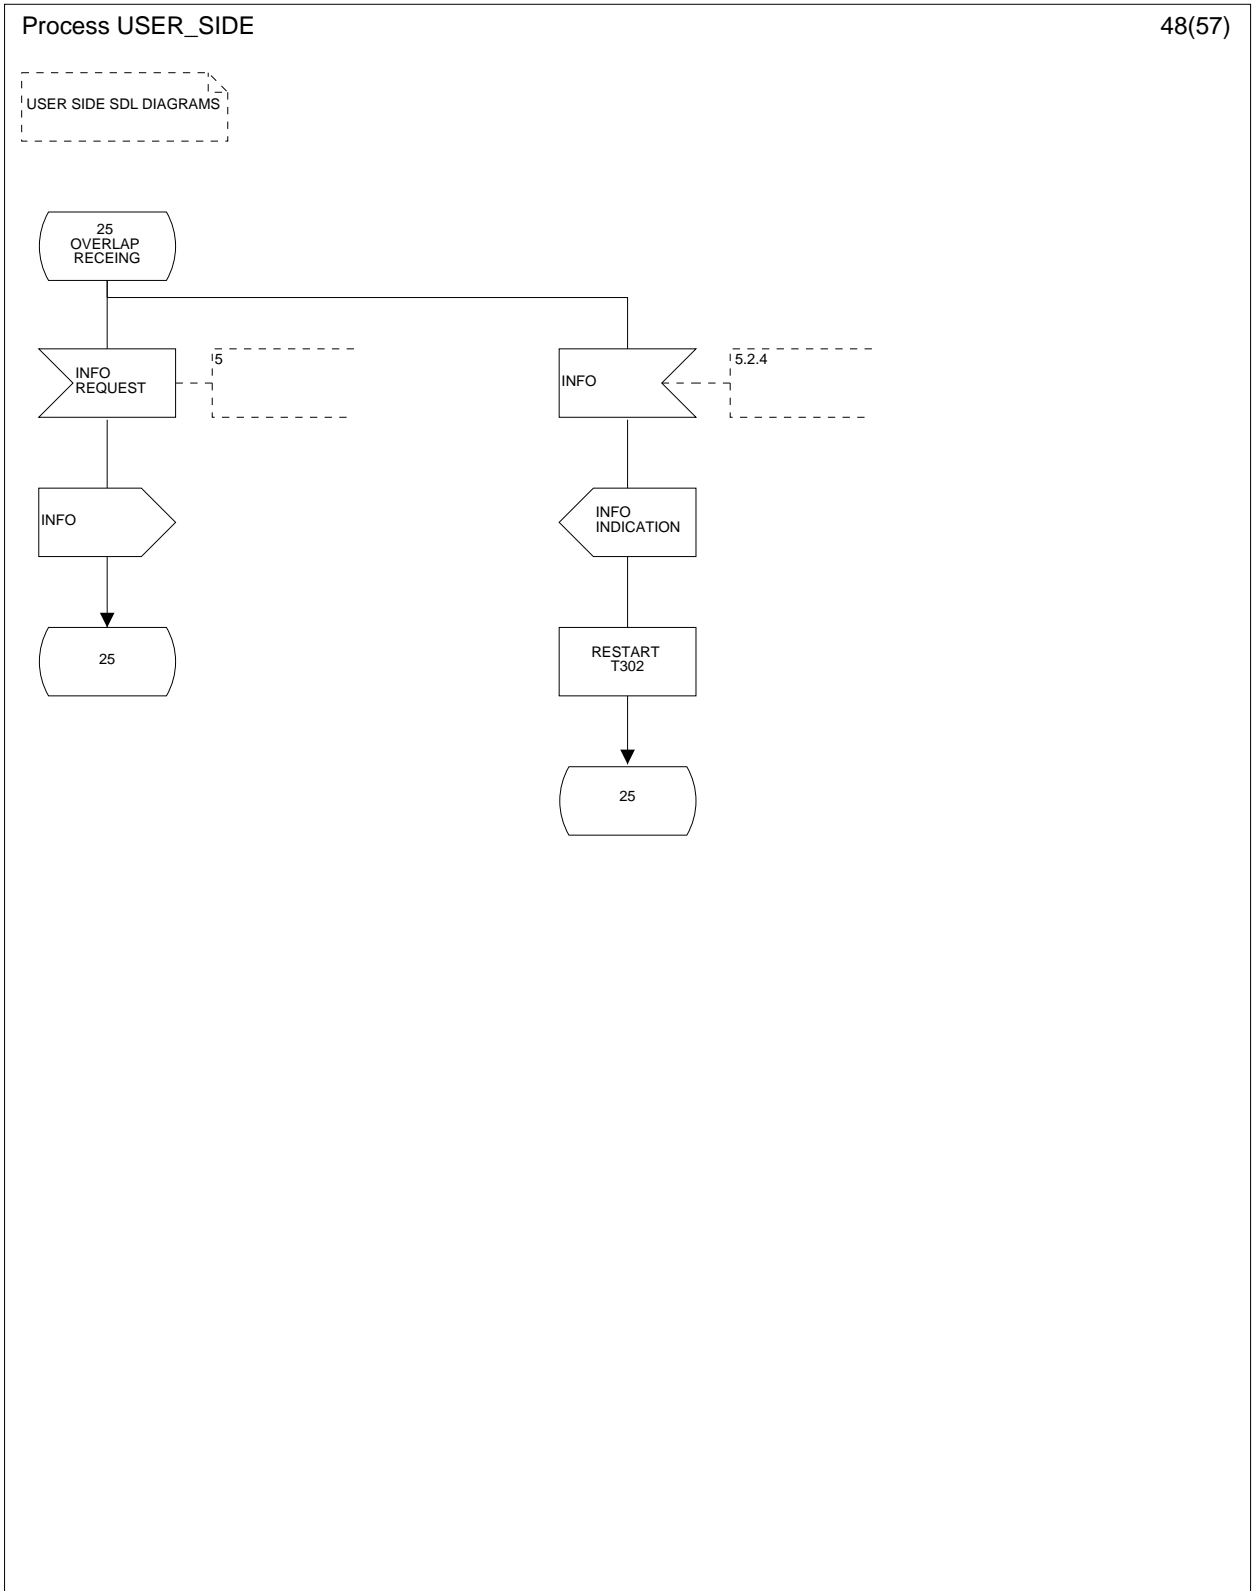 Process USER_SIDE
48(57)
USER SIDE SDL DIAGRAMS
25
OVERLAP
RECEING
INFO
REQUEST
5
INFO
5.2.4
INFO
INFO
INDICATION
25
RESTART
T302
25